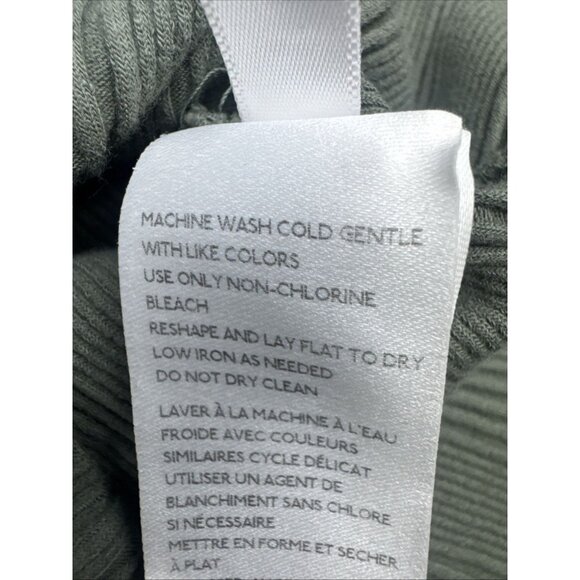 MACHINE WASH COLD GENTLE
WITH LIKE COLORS
USE ONLY NON-CHLORINE
BLEACH
RESHAPE AND LAY FLAT TO DRY
LOW IRON AS NEEDED
DO NOT DRY CLEAN
LAVER À LA MACHINE À L'EAU
FROIDE AVEC COULEURS
SIMILAIRES CYCLE DÉLICAT
UTILISER UN AGENT DE
BLANCHIMENT SANS CHLORE
SI NÉCESSAIRE
METTRE EN FORME ET SECHER
À PLAT